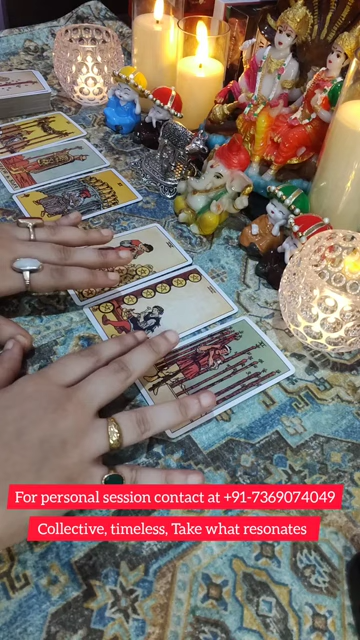 For personal session contact at +91-7369074049
Collective, timeless, Take what resonates